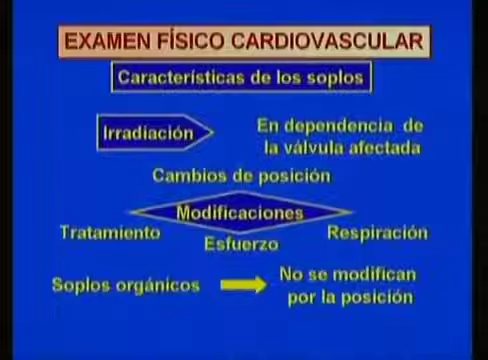 EXAMEN FÍSICO CARDIOVASCULAR
Características de los soplos
Irradiación
En dependencia de
la válvula afectada
Cambios de posición
Modificaciones
Tratamiento
Esfuerzo
Respiración
Soplos orgánicos
No se modifican
por la posición